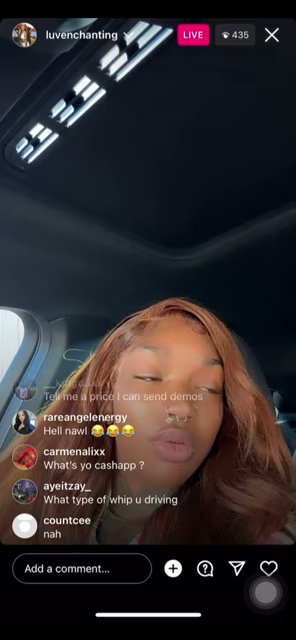 luvenchanting
LIVE
435
Tell me a price I can send demos
rareangelenergy
Hell nawl 😂😂😂
carmenalixx
What's yo cashapp ?
ayeitzay_
What type of whip u driving
countcee
nah
Add a comment...